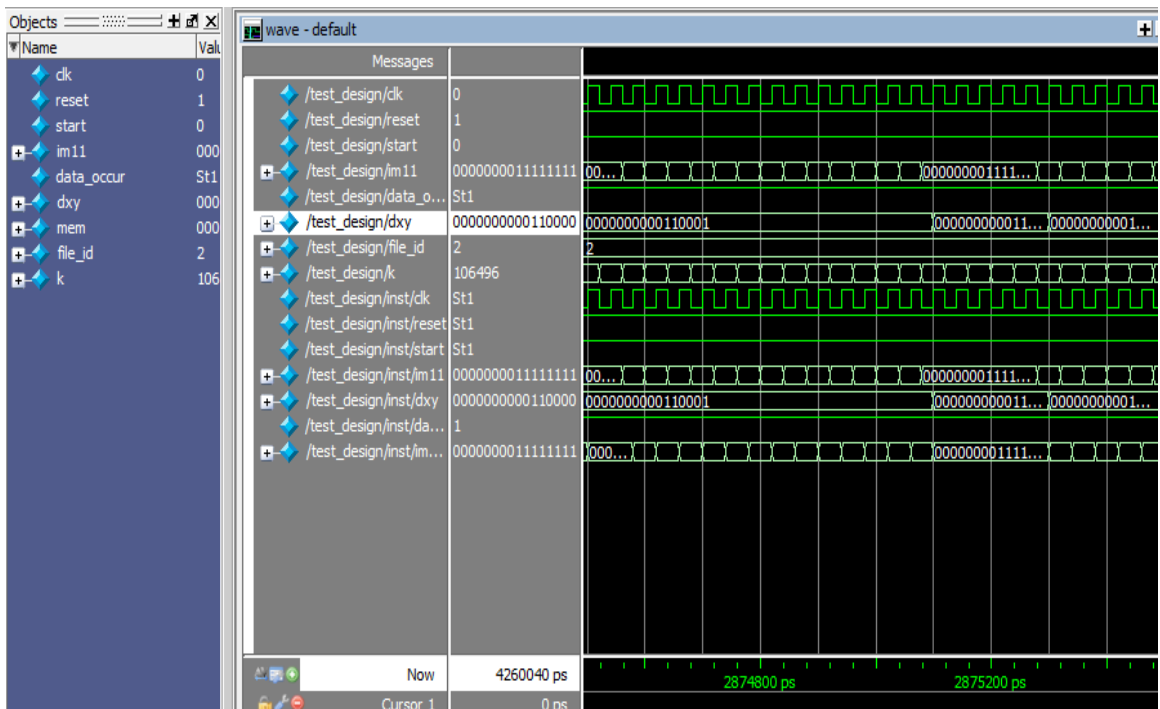 Objects
Name Valu
clk 0
reset 1
start 0
im11 000
data_occur St1
dxy 000
mem 000
file_id 2
k 106
wave - default
Messages
/test_design/clk 0
/test_design/reset 1
/test_design/start 0
/test_design/im11 0000000011111111 00... 000000001111...
/test_design/data_o... St1
/test_design/dxy 0000000000110000 0000000000110001 00000000011... 00000000001...
/test_design/file_id 2 2
/test_design/k 106496
/test_design/inst/clk St1
/test_design/inst/reset St1
/test_design/inst/start St1
/test_design/inst/im11 0000000011111111 00... 000000001111...
/test_design/inst/dxy 0000000000110000 0000000000110001 00000000011... 00000000001...
/test_design/inst/da... 1
/test_design/inst/im... 0000000011111111 000... 000000001111...
Now 4260040 ps 2874800 ps 2875200 ps
Cursor 1 0 ps